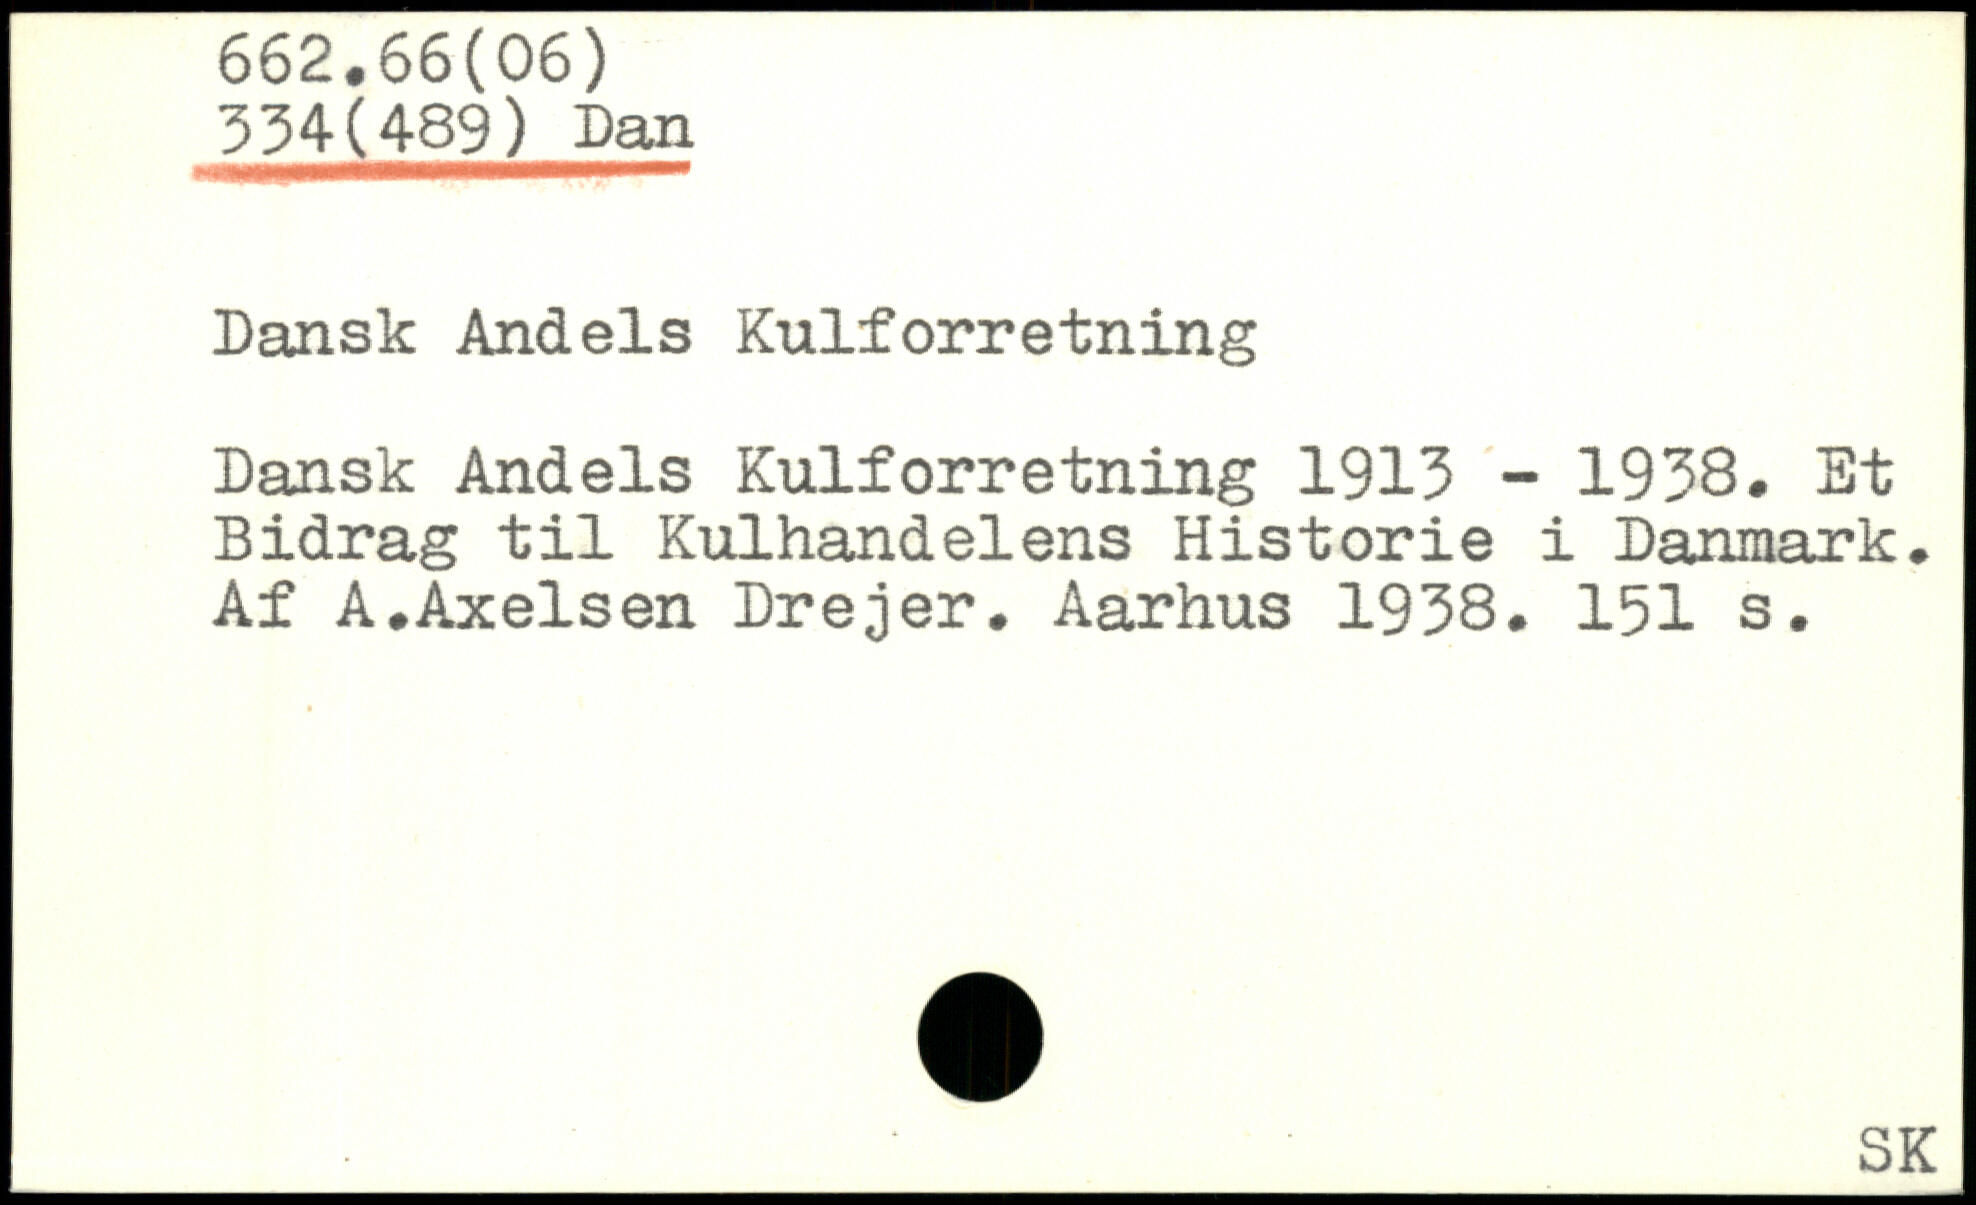 662.66(06)
334(489) Dan
Dansk Andels Kulforretning
Dansk Andels Kulforretning 1913 - 1938. Et
Bidrag til Kulhandelens Historie i Danmark.
Af A.Axelsen Drejer. Aarhus 1938. 151 s.
SK